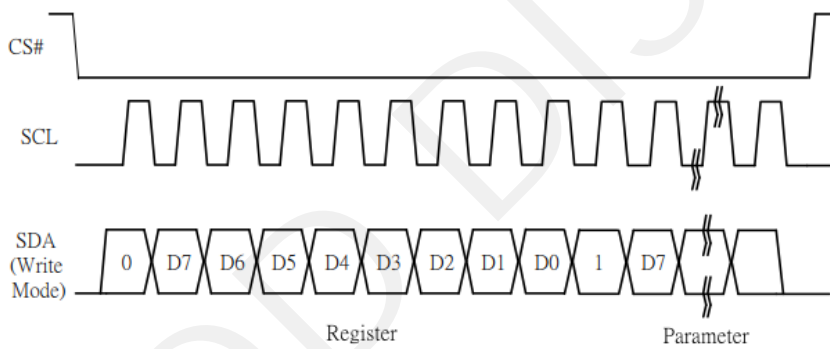 CS#
SCL
SDA
(Write
Mode)
0 D7 D6 D5 D4 D3 D2 D1 D0 1 D7
Register Parameter